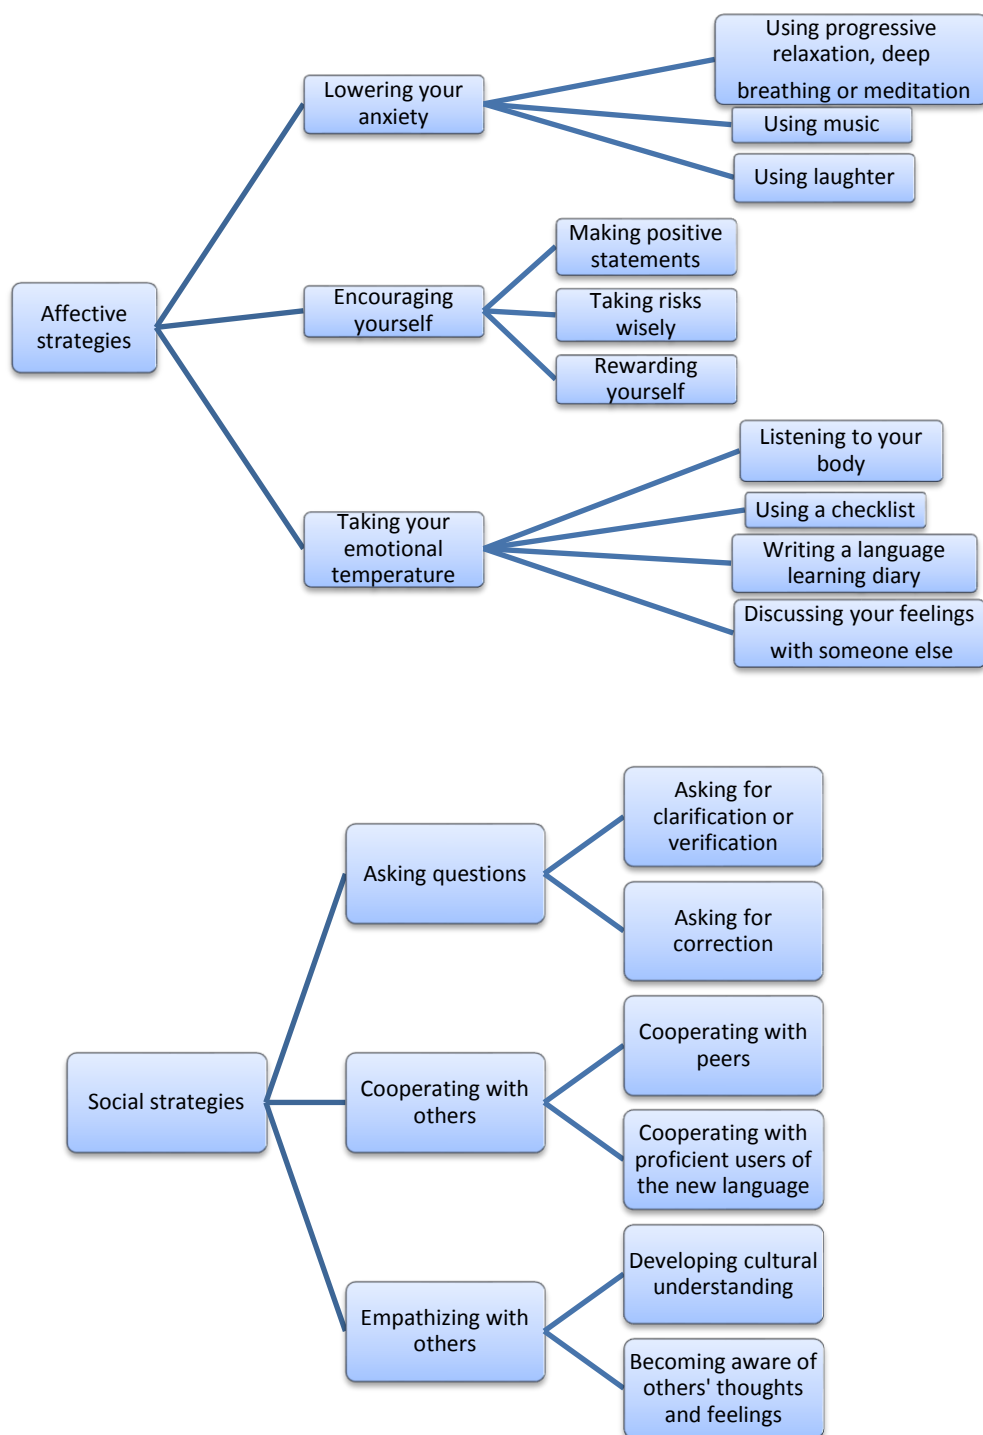 Affective
strategies
Lowering your
anxiety
Using progressive
relaxation, deep
breathing or meditation
Using music
Using laughter
Encouraging
yourself
Making positive
statements
Taking risks
wisely
Rewarding
yourself
Taking your
emotional
temperature
Listening to your
body
Using a checklist
Writing a language
learning diary
Discussing your feelings
with someone else
Social strategies
Asking questions
Asking for
clarification or
verification
Asking for
correction
Cooperating with
others
Cooperating with
peers
Cooperating with
proficient users of
the new language
Empathizing with
others
Developing cultural
understanding
Becoming aware of
others' thoughts
and feelings